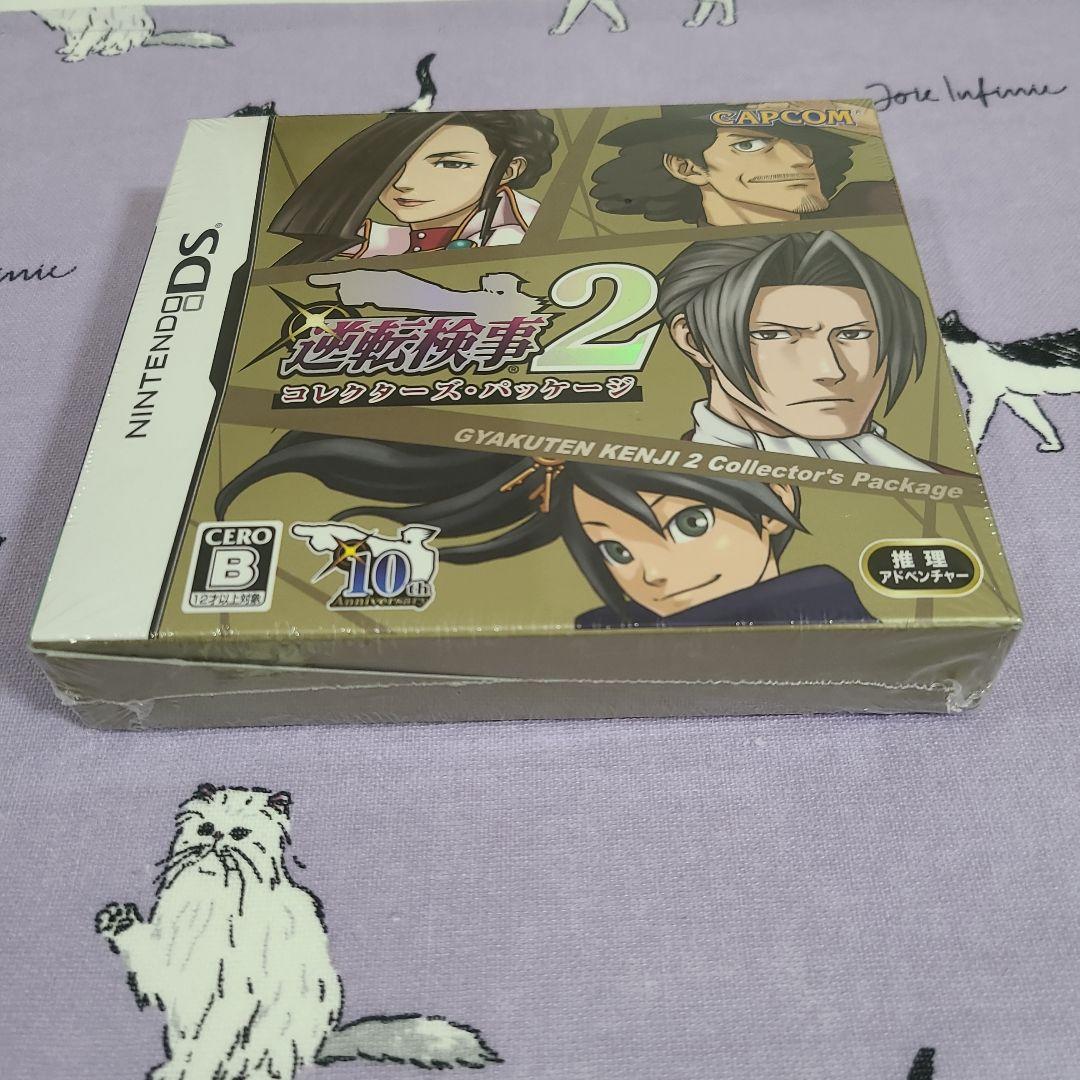 Joie Infinie
CAPCOM
NINTENDO DS
逆転検事2
コレクターズ・パッケージ
GYAKUTEN KENJI 2 Collector's Package
CERO
B
12才以上対象
10th
Anniversary
推理
アドベンチャー